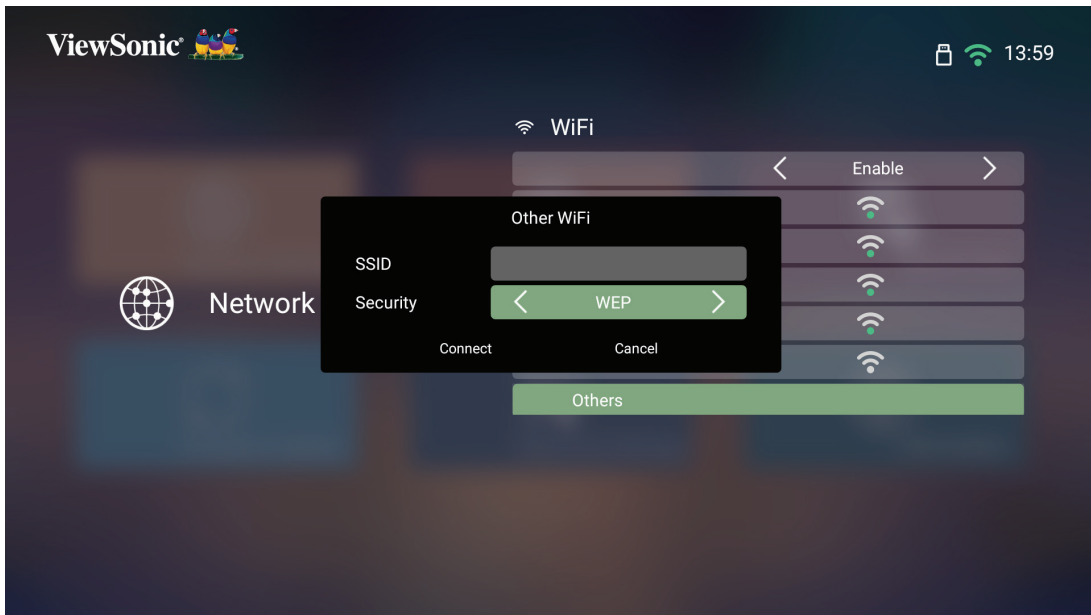 ViewSonic®
13:59
WiFi
Enable
Other WiFi
SSID
Network
Security
WEP
Connect
Cancel
Others